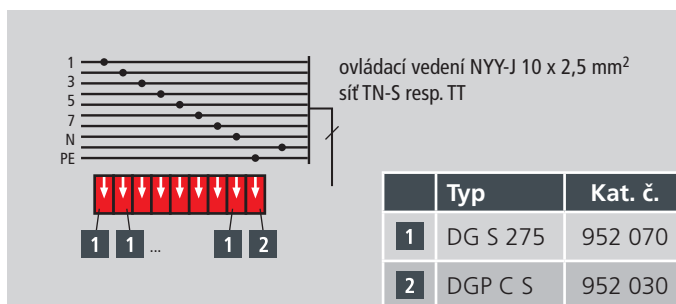 1
3
5
7
N
PE
ovládací vedení NYY-J 10 x 2,5 mm²
síť TN-S resp. TT
1 1 ... 1 2
Typ Kat. č.
1 DG S 275 952 070
2 DGP C S 952 030